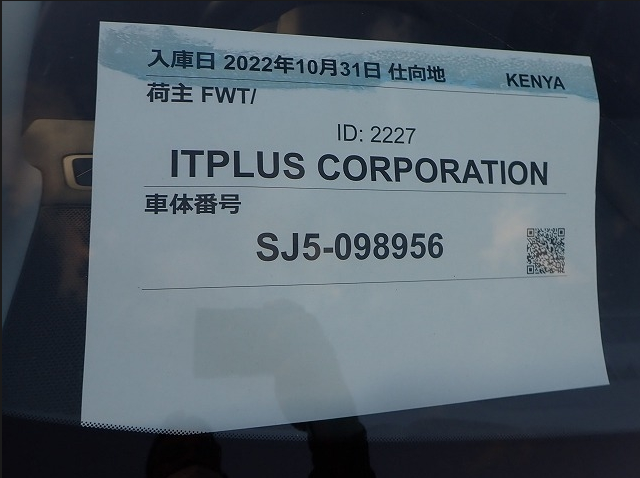 入庫日 2022年10月31日 仕向地 KENYA
荷主 FWT/
ID: 2227
ITPLUS CORPORATION
車体番号
SJ5-098956